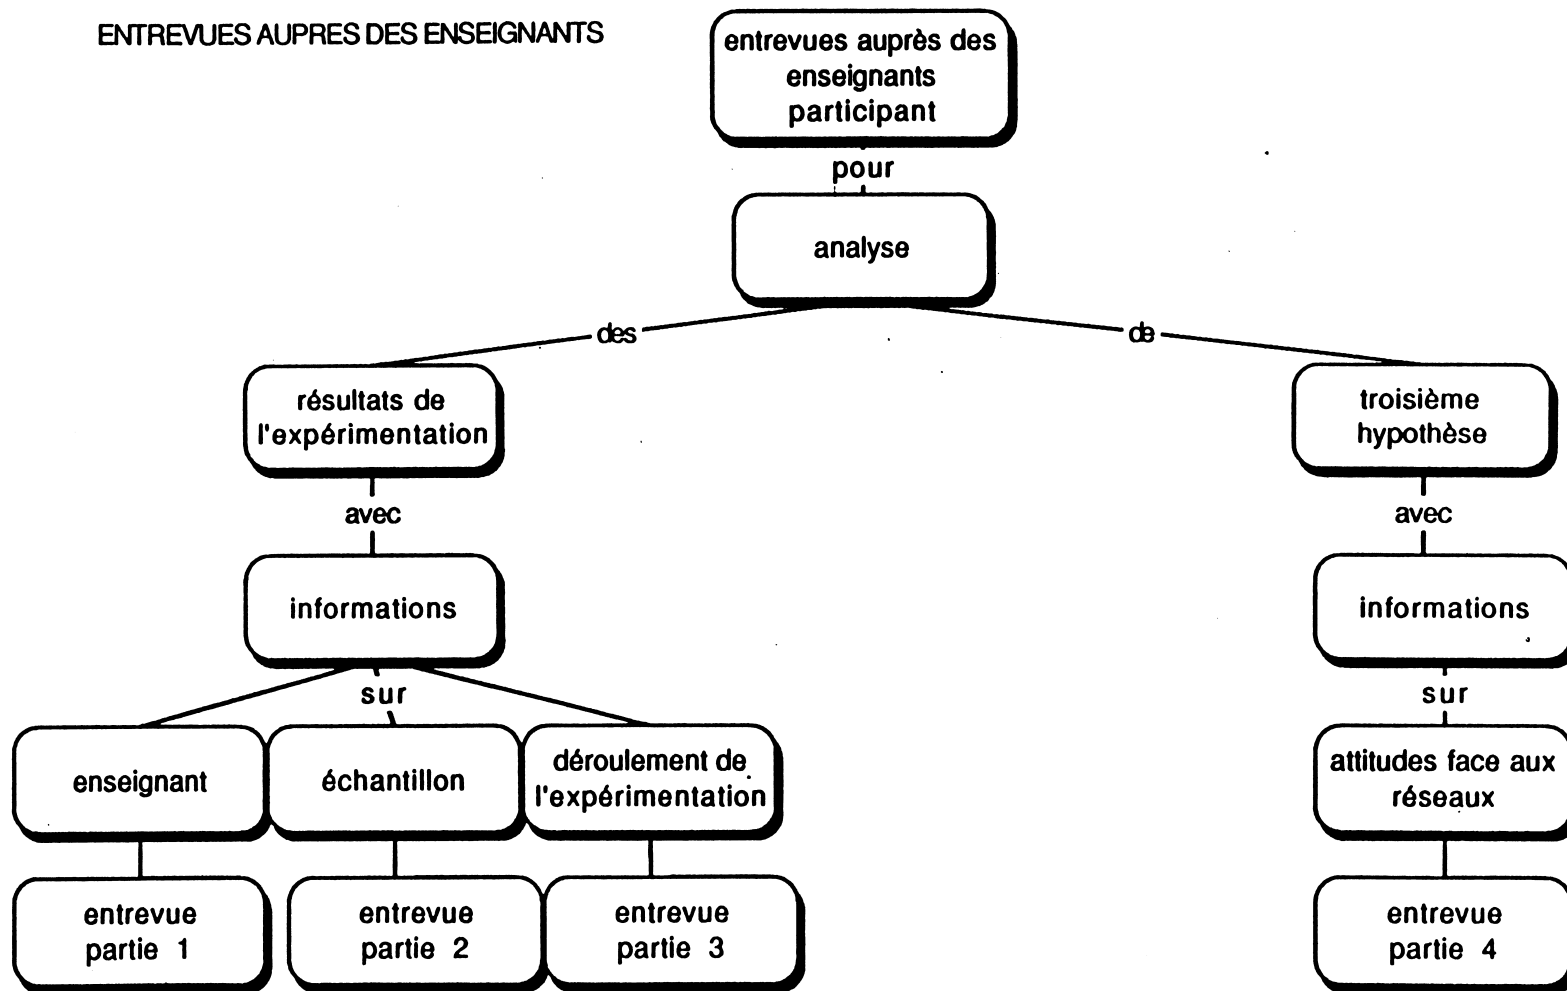 ENTREVUES AUPRES DES ENSEIGNANTS
entrevues auprès des
enseignants
participant
pour
analyse
des
de
résultats de
l'expérimentation
troisième
hypothèse
avec
avec
informations
informations
sur
sur
enseignant
échantillon
déroulement de
l'expérimentation
attitudes face aux
réseaux
entrevue
partie 1
entrevue
partie 2
entrevue
partie 3
entrevue
partie 4